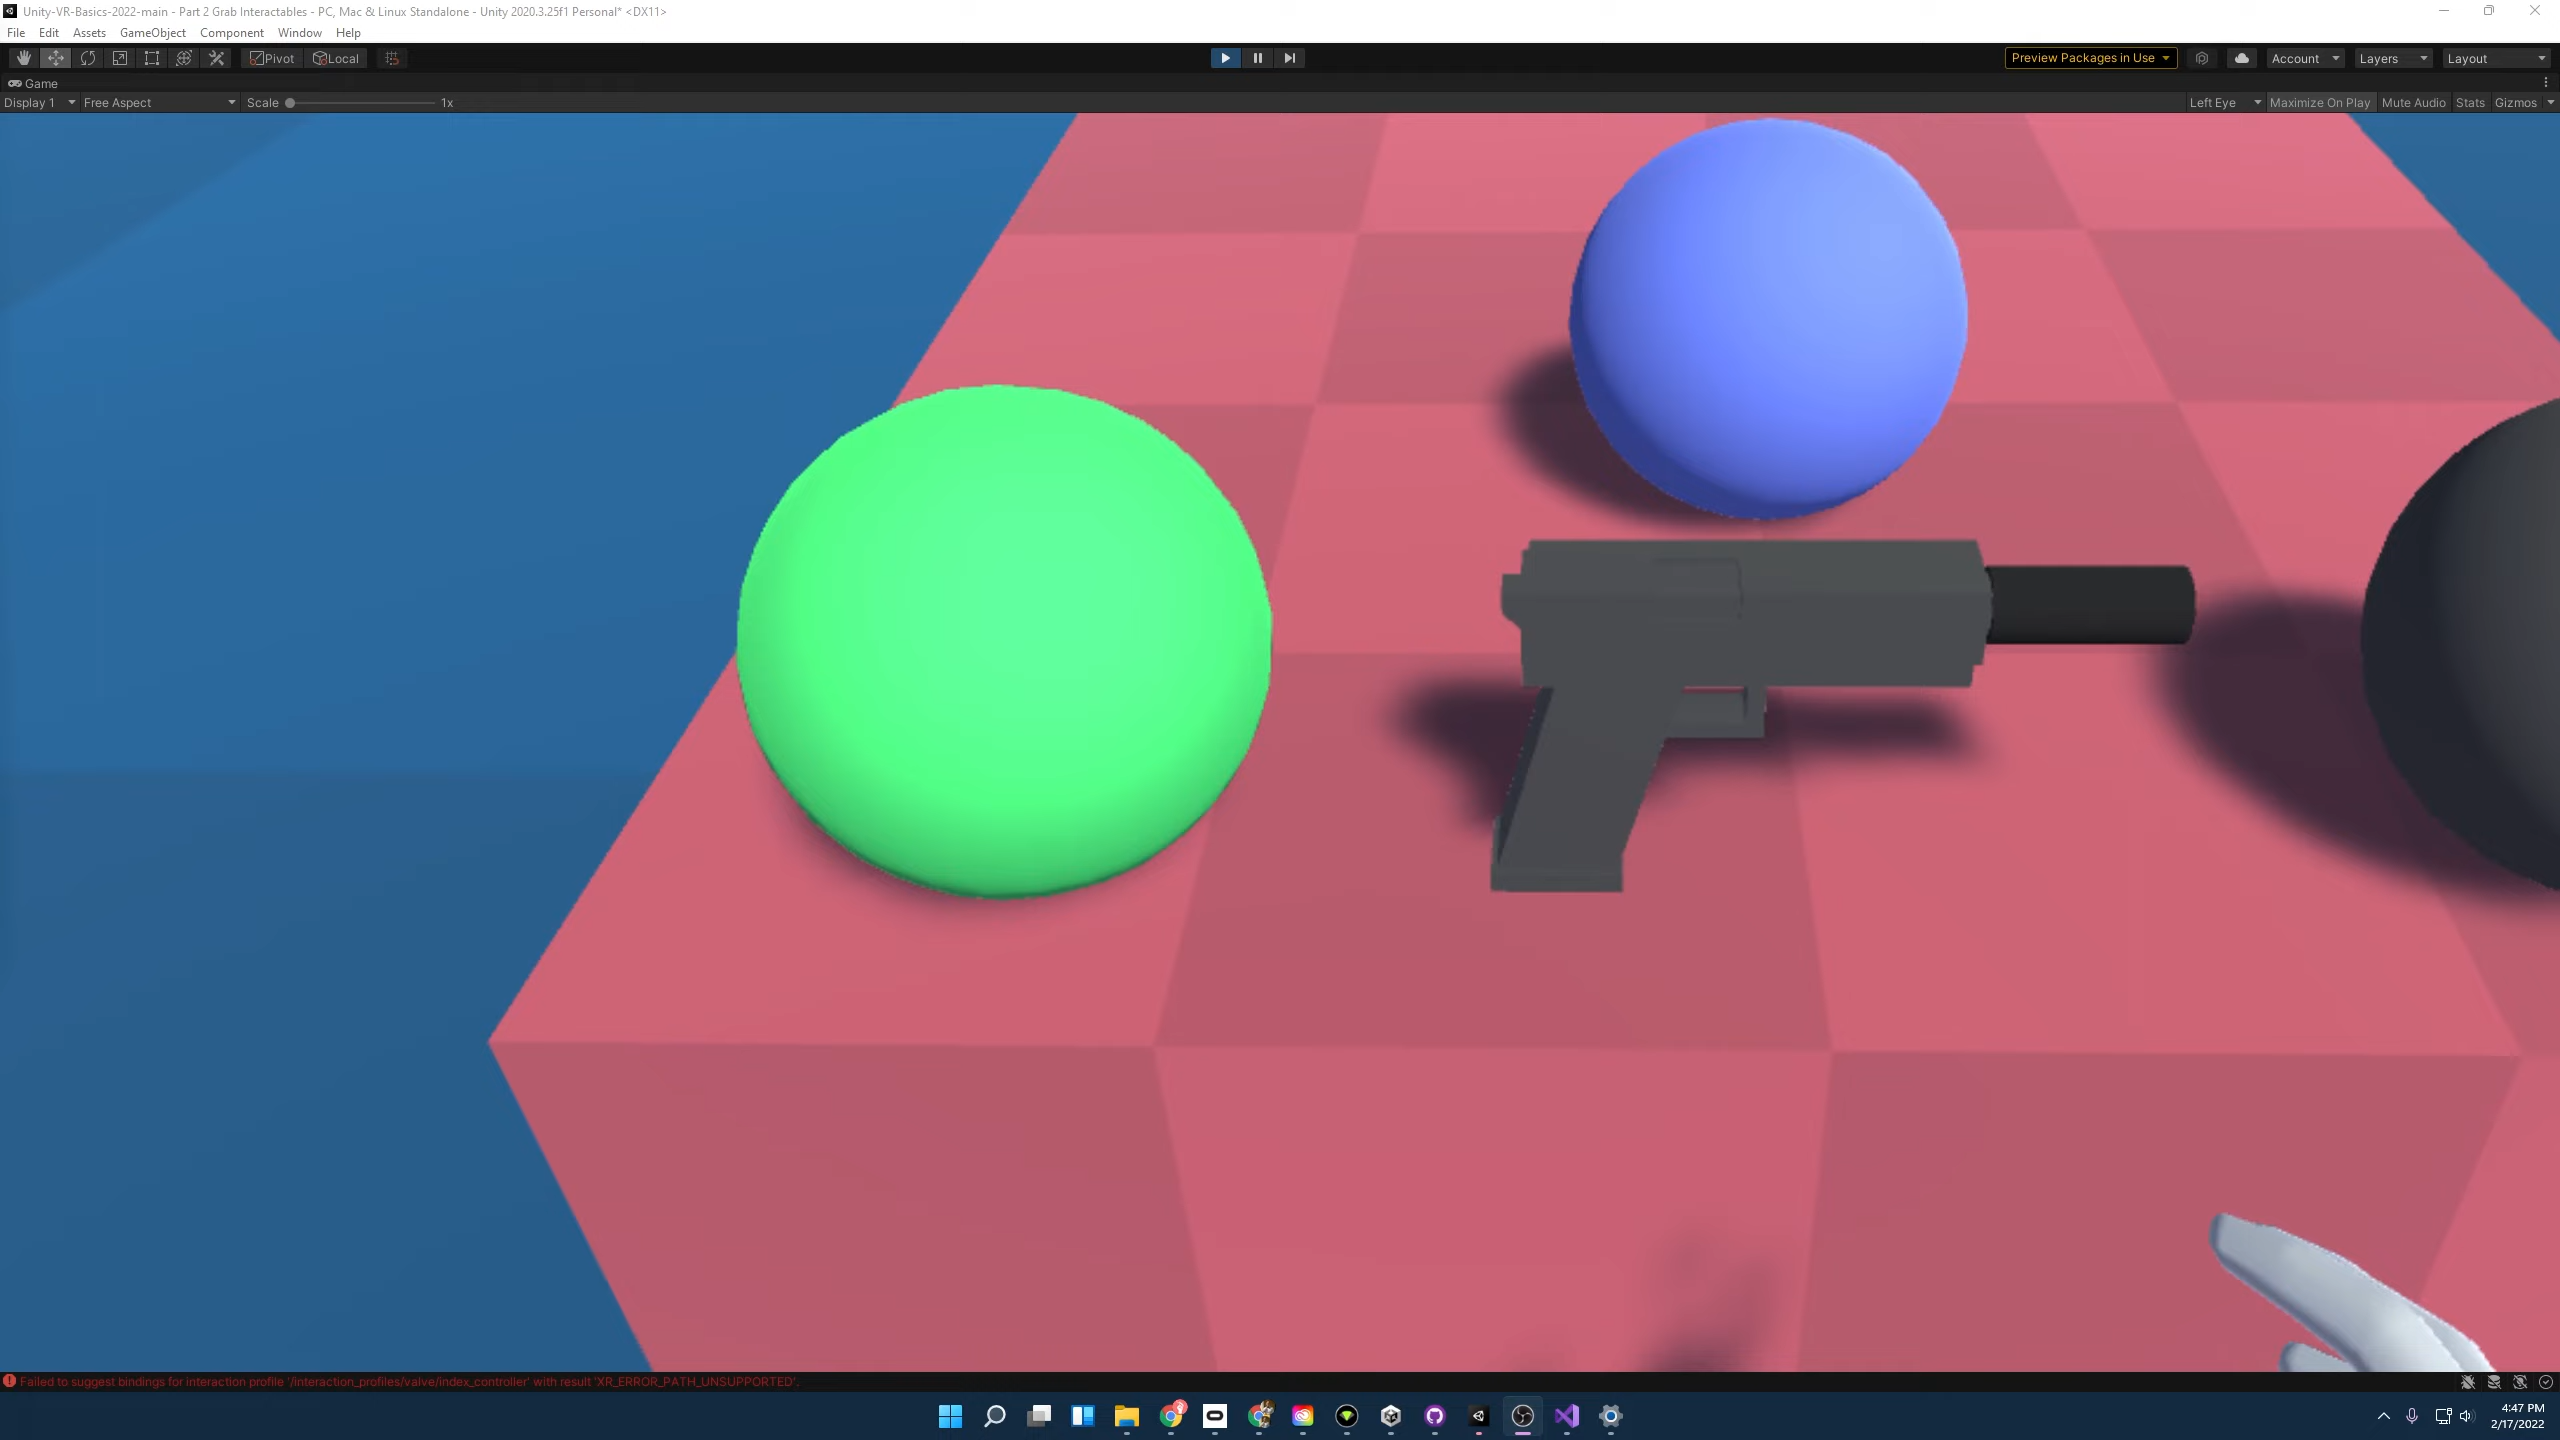 Unity-VR-Basics-2022-main - Part 2 Grab Interactables - PC, Mac & Linux Standalone - Unity 2020.3.25f1 Personal* <DX11>
File Edit Assets GameObject Component Window Help
Pivot Local Preview Packages in Use Account Layers Layout
Game
Display 1 Free Aspect Scale 1x Left Eye Maximize On Play Mute Audio Stats Gizmos
Failed to suggest bindings for interaction profile '/interaction_profiles/valve/index_controller' with result 'XR_ERROR_PATH_UNSUPPORTED'.
4:47 PM
2/17/2022